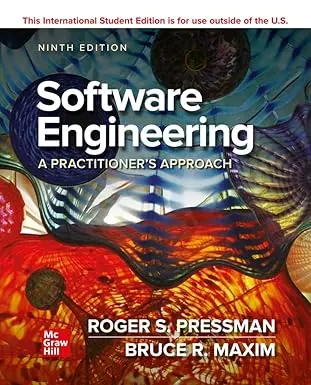 This International Student Edition is for use outside of the U.S.
NINTH EDITION
Software
Engineering
A PRACTITIONER'S APPROACH
Mc
Graw
Hill
ROGER S. PRESSMAN
BRUCE R. MAXIM